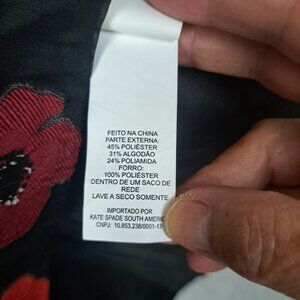 FEITO NA CHINA
PARTE EXTERNA:
45% POLIÉSTER
31% ALGODÃO
24% POLIAMIDA
FORRO:
100% POLIÉSTER
DENTRO DE UM SACO DE
REDE
LAVE A SECO SOMENTE
IMPORTADO POR
KATE SPADE SOUTH AMERIC
CNPJ: 10.853.238/0001-13